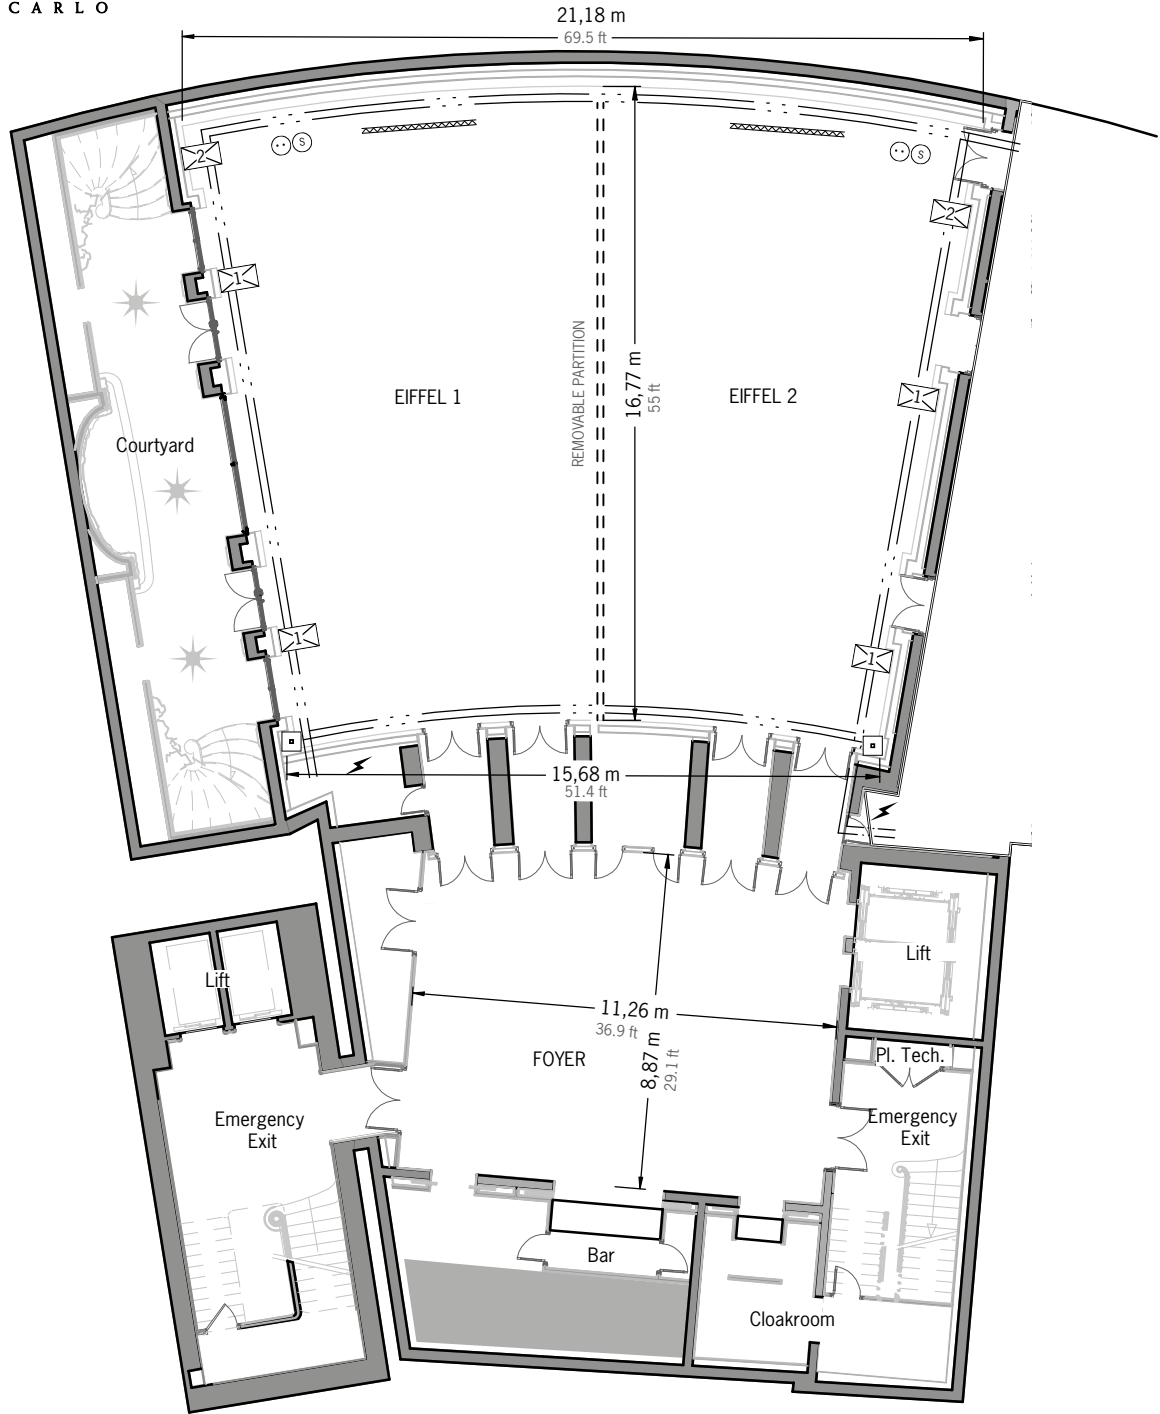 CARLO
21,18 m
69.5 ft
S
S
2
2
1
REMOVABLE PARTITION
16,77 m
55 ft
EIFFEL 1
EIFFEL 2
1
Courtyard
1
1
15,68 m
51.4 ft
Lift
Lift
11,26 m
36.9 ft
8,87 m
29.1 ft
FOYER
Pl. Tech.
Emergency
Exit
Emergency
Exit
Bar
Cloakroom